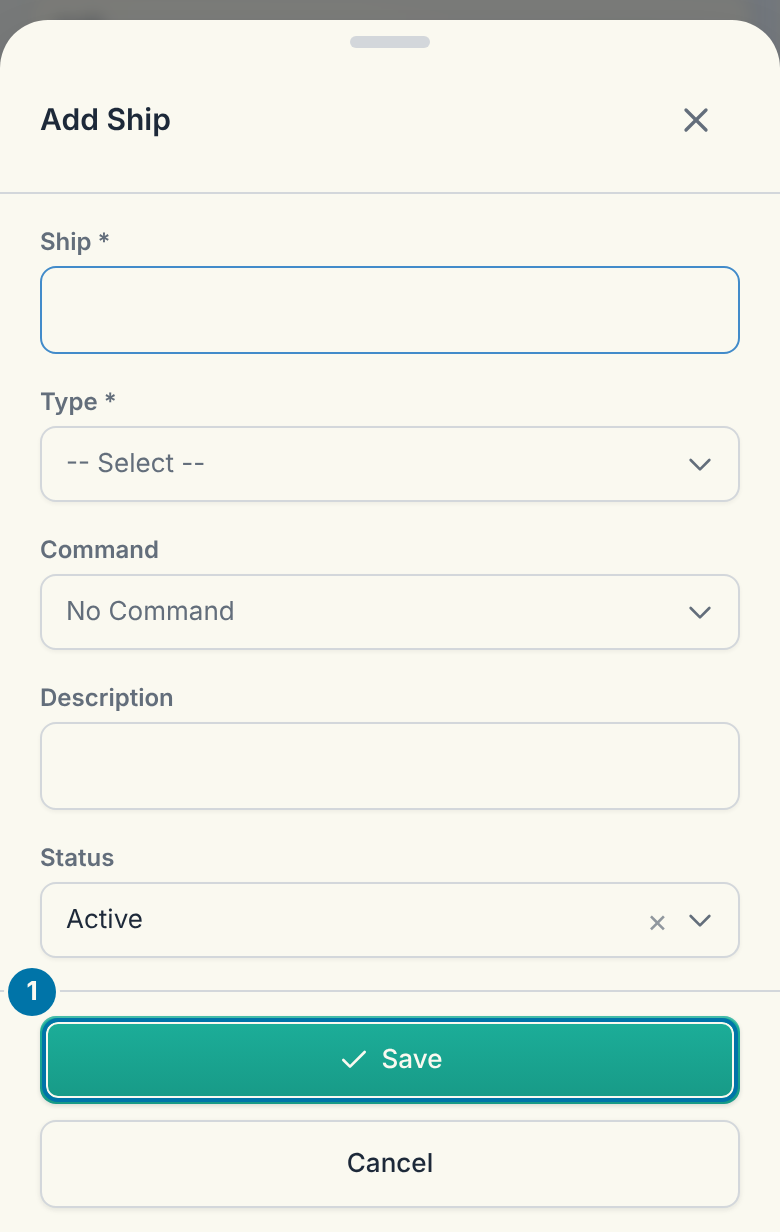 Add Ship
Ship *
Type *
-- Select --
Command
No Command
Description
Status
Active
1
Save
Cancel